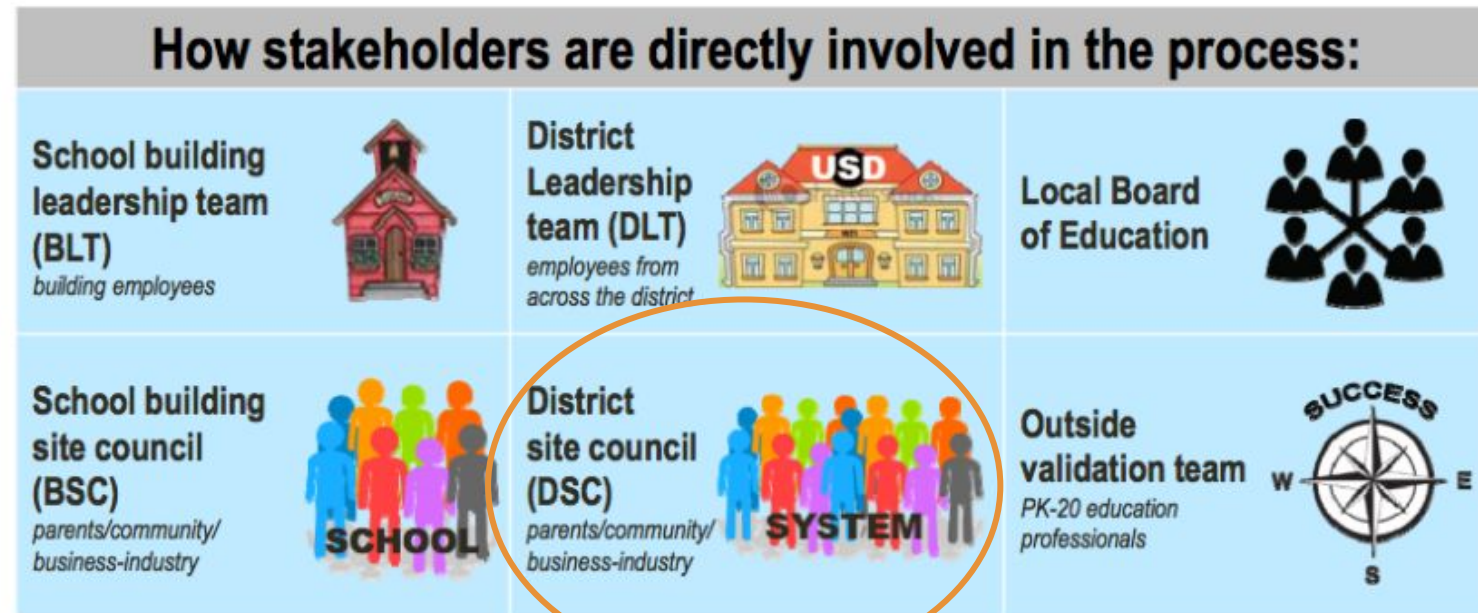 How stakeholders are directly involved in the process:
School building
leadership team
(BLT)
building employees
District
Leadership
team (DLT)
employees from
across the district
USD
Local Board
of Education
School building
site council
(BSC)
parents/community/
business-industry
SCHOOL
District
site council
(DSC)
parents/community/
business-industry
SYSTEM
Outside
validation team
PK-20 education
professionals
SUCCESS
W
E
S